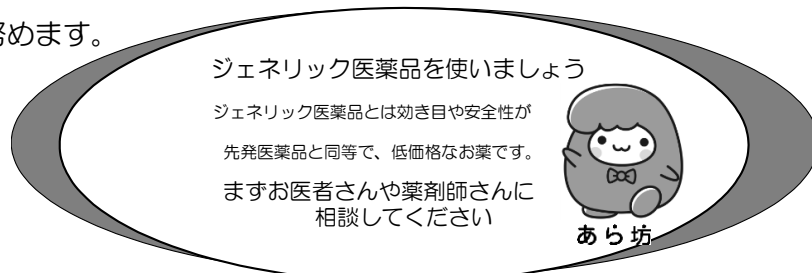 努めます。
ジェネリック医薬品を使いましょう
ジェネリック医薬品とは効き目や安全性が
先発医薬品と同等で、低価格なお薬です。
まずお医者さんや薬剤師さんに
相談してください
あら坊